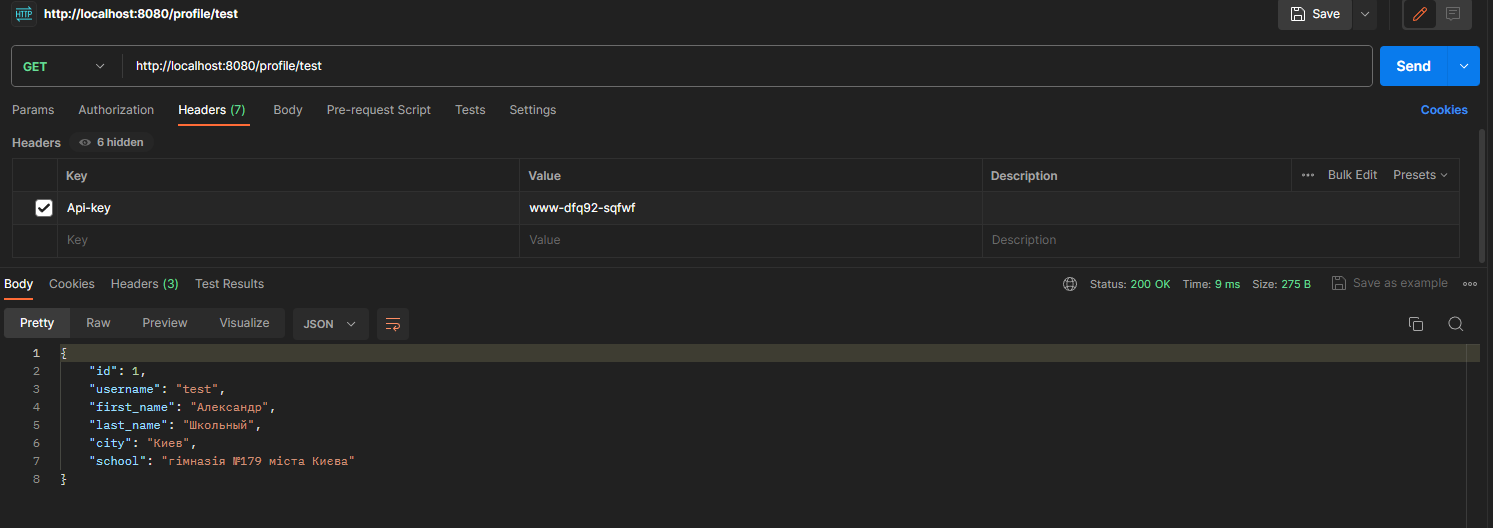 HTTP http://localhost:8080/profile/test Save
GET http://localhost:8080/profile/test Send
Params Authorization Headers (7) Body Pre-request Script Tests Settings Cookies
Headers 6 hidden
Key Value Description ••• Bulk Edit Presets
Api-key www-dfq92-sqfwf
Key Value Description
Body Cookies Headers (3) Test Results Status: 200 OK Time: 9 ms Size: 275 B Save as example •••
Pretty Raw Preview Visualize JSON
1 {
2 "id": 1,
3 "username": "test",
4 "first_name": "Александр",
5 "last_name": "Школьный",
6 "city": "Киев",
7 "school": "гімназія №179 міста Києва"
8 }